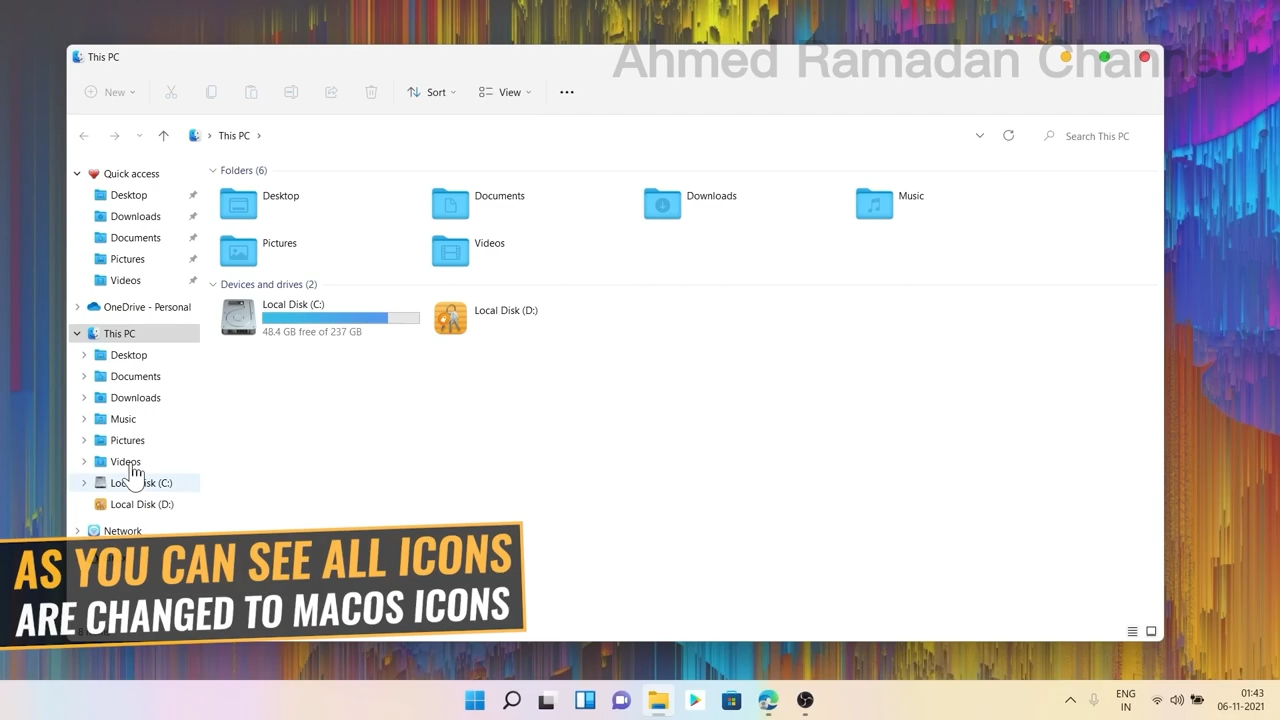 Ahmed Ramadan Channel
This PC
New
Sort
View
This PC
Search This PC
Quick access
Desktop
Downloads
Documents
Pictures
Videos
OneDrive - Personal
This PC
Desktop
Documents
Downloads
Music
Pictures
Videos
Local Disk (C:)
Local Disk (D:)
Network
Folders (6)
Desktop
Documents
Downloads
Music
Pictures
Videos
Devices and drives (2)
Local Disk (C:)
48.4 GB free of 237 GB
Local Disk (D:)
AS YOU CAN SEE ALL ICONS
ARE CHANGED TO MACOS ICONS
ENG
IN
01:43
06-11-2021